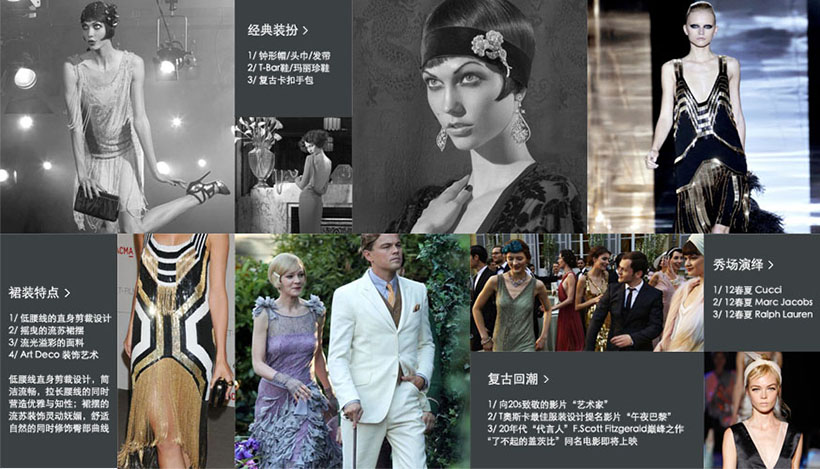 经典装扮 >
1/ 钟形帽/头巾/发带
2/ T-Bar鞋/玛丽珍鞋
3/ 复古卡扣手包
裙装特点 >
1/ 低腰线的直身剪裁设计
2/ 摇曳的流苏裙摆
3/ 流光溢彩的面料
4/ Art Deco 装饰艺术
低腰线直身剪裁设计，简
洁流畅，拉长腰线的同时
营造优雅与知性；裙摆的
流苏装饰灵动妩媚，舒适
自然的同时修饰臀部曲线
ACMA
秀场演绎 >
1/ 12春夏 Cucci
2/ 12春夏 Marc Jacobs
3/ 12春夏 Ralph Lauren
复古回潮 >
1/ 向20s致敬的影片“艺术家”
2/ T奥斯卡最佳服装设计提名影片“午夜巴黎”
3/ 20年代“代言人”F.Scott Fitzgerald巅峰之作
“了不起的盖茨比”同名电影即将上映